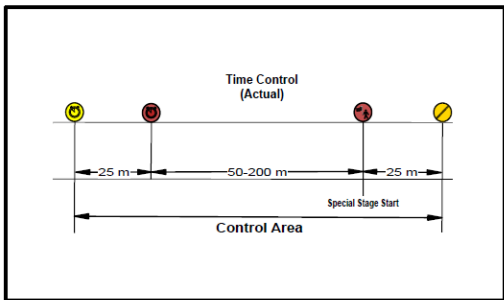 Time Control
(Actual)
25 m
50-200 m
25 m
Special Stage Start
Control Area